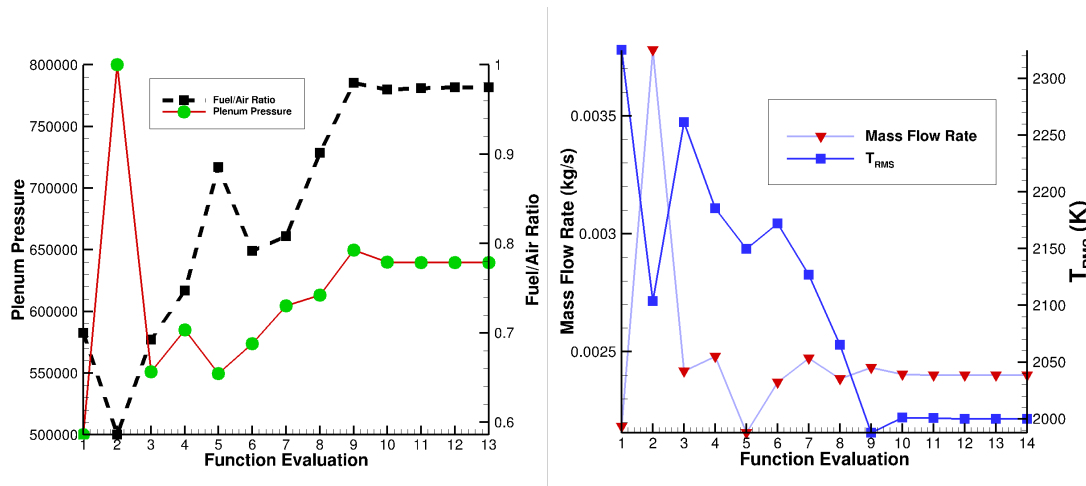 800000
750000
700000
650000
600000
550000
500000
Plenum Pressure
Fuel/Air Ratio
Plenum Pressure
1
0.9
0.8
0.7
0.6
Fuel/Air Ratio
1 2 3 4 5 6 7 8 9 10 11 12 13
Function Evaluation
0.0035
0.003
0.0025
Mass Flow Rate (kg/s)
Mass Flow Rate
TRMS
2300
2250
2200
2150
2100
2050
2000
TRMS (K)
1 2 3 4 5 6 7 8 9 10 11 12 13 14
Function Evaluation